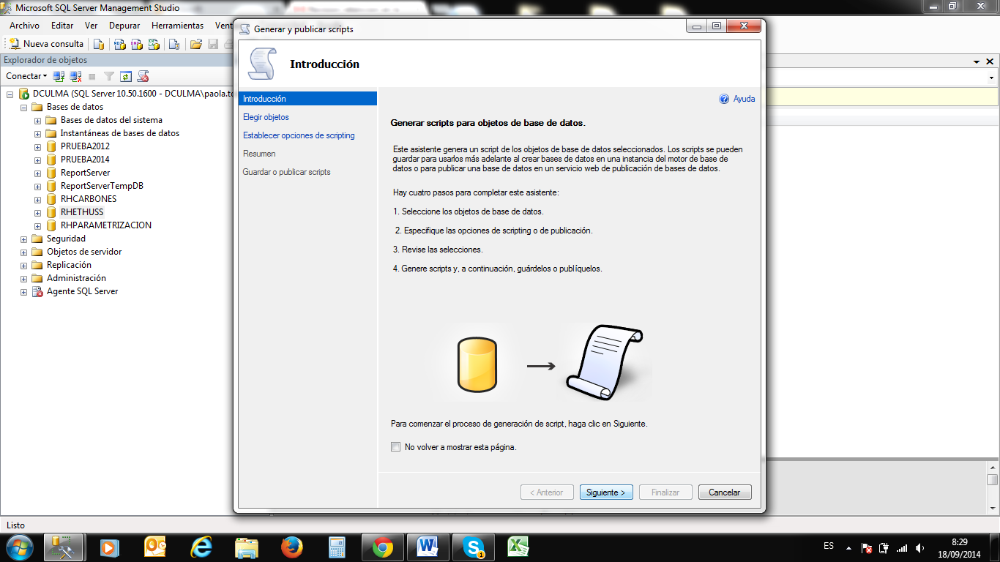 Microsoft SQL Server Management Studio
Archivo Editar Ver Depurar Herramientas Vent
Nueva consulta
Explorador de objetos
Conectar
DCULMA (SQL Server 10.50.1600 - DCULMA\paola.to
Bases de datos
Bases de datos del sistema
Instantáneas de bases de datos
PRUEBA2012
PRUEBA2014
ReportServer
ReportServerTempDB
RHCARBONES
RHETHUSS
RHPARAMETRIZACION
Seguridad
Objetos de servidor
Replicación
Administración
Agente SQL Server
Generar y publicar scripts
Introducción
Introducción
Elegir objetos
Establecer opciones de scripting
Resumen
Guardar o publicar scripts
Ayuda
Generar scripts para objetos de base de datos.
Este asistente genera un script de los objetos de base de datos seleccionados. Los scripts se pueden
guardar para usarlos más adelante al crear bases de datos en una instancia del motor de base de
datos o para publicar una base de datos en un servicio web de publicación de bases de datos.
Hay cuatro pasos para completar este asistente:
1. Seleccione los objetos de base de datos.
2. Especifique las opciones de scripting o de publicación.
3. Revise las selecciones.
4. Genere scripts y, a continuación, guárdelos o publíquelos.
Para comenzar el proceso de generación de script, haga clic en Siguiente.
No volver a mostrar esta página.
< Anterior Siguiente > Finalizar Cancelar
Listo
ES
8:29
18/09/2014